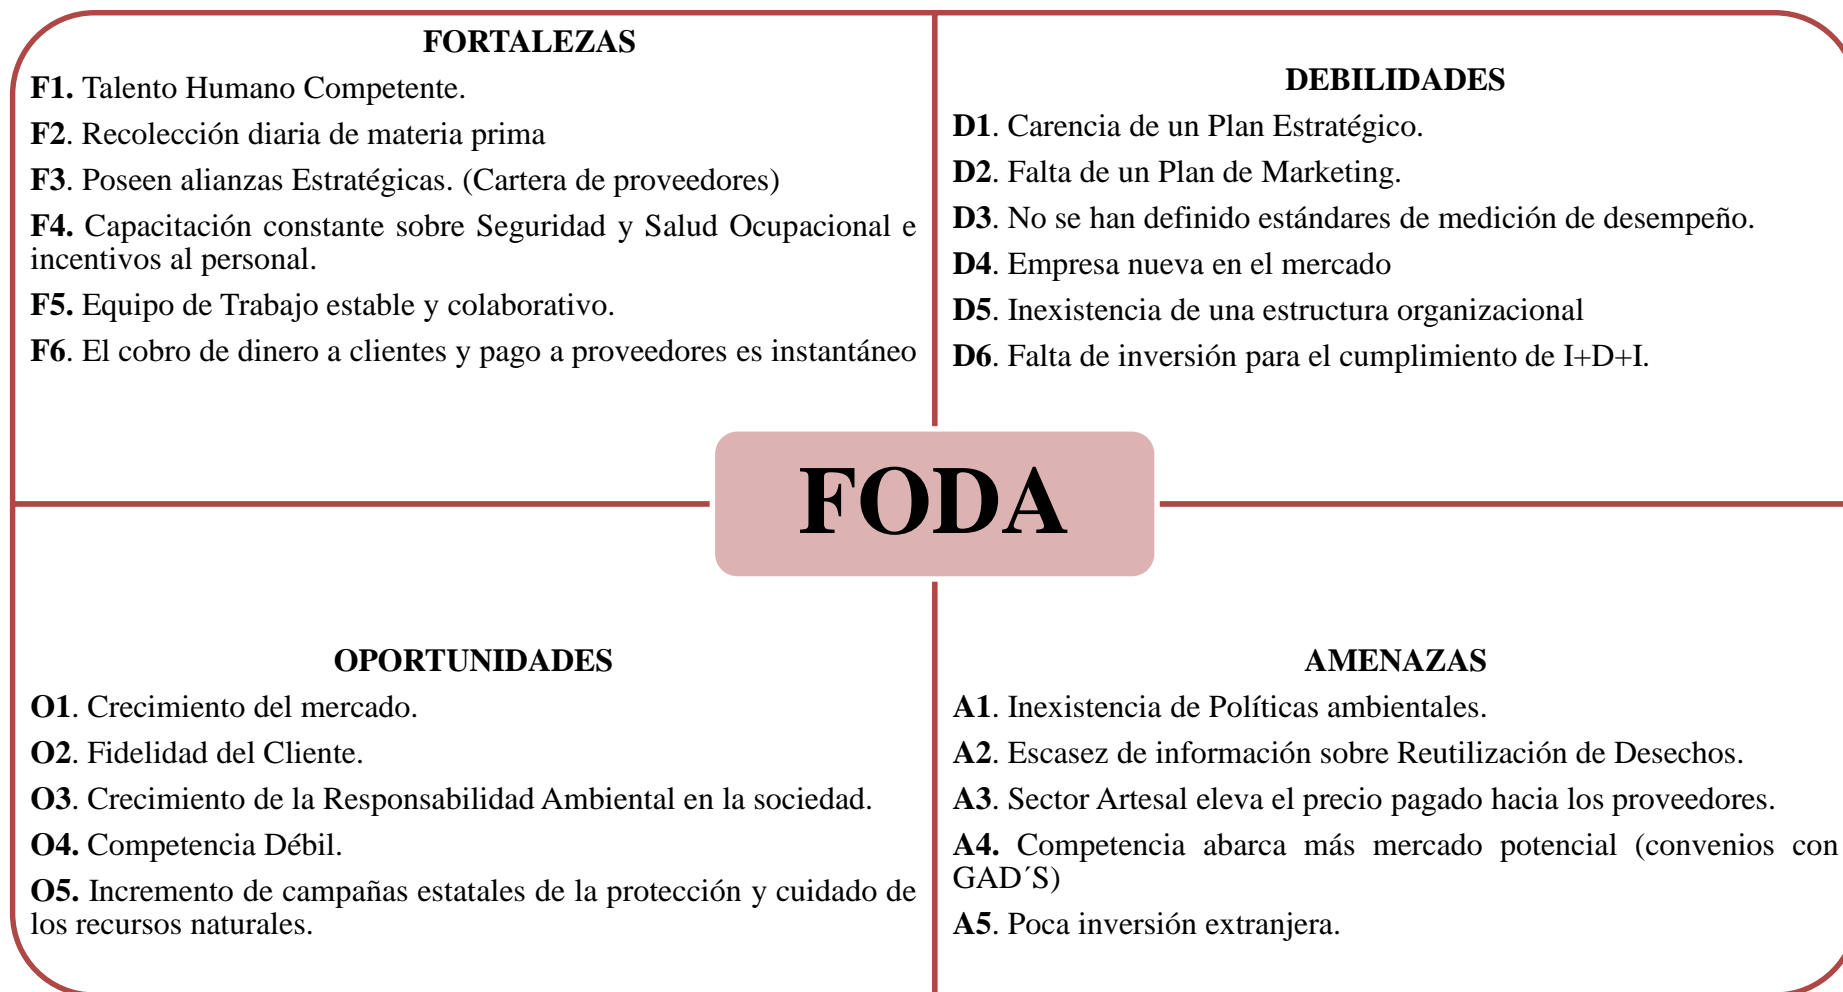 FORTALEZAS
F1. Talento Humano Competente.
F2. Recolección diaria de materia prima
F3. Poseen alianzas Estratégicas. (Cartera de proveedores)
F4. Capacitación constante sobre Seguridad y Salud Ocupacional e
incentivos al personal.
F5. Equipo de Trabajo estable y colaborativo.
F6. El cobro de dinero a clientes y pago a proveedores es instantáneo
DEBILIDADES
D1. Carencia de un Plan Estratégico.
D2. Falta de un Plan de Marketing.
D3. No se han definido estándares de medición de desempeño.
D4. Empresa nueva en el mercado
D5. Inexistencia de una estructura organizacional
D6. Falta de inversión para el cumplimiento de I+D+I.
FODA
OPORTUNIDADES
O1. Crecimiento del mercado.
O2. Fidelidad del Cliente.
O3. Crecimiento de la Responsabilidad Ambiental en la sociedad.
O4. Competencia Débil.
O5. Incremento de campañas estatales de la protección y cuidado de
los recursos naturales.
AMENAZAS
A1. Inexistencia de Políticas ambientales.
A2. Escasez de información sobre Reutilización de Desechos.
A3. Sector Artesal eleva el precio pagado hacia los proveedores.
A4. Competencia abarca más mercado potencial (convenios con
GAD´S)
A5. Poca inversión extranjera.